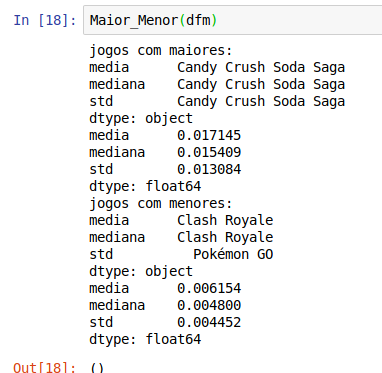 In [18]: Maior_Menor(dfm)
jogos com maiores:
media Candy Crush Soda Saga
mediana Candy Crush Soda Saga
std Candy Crush Soda Saga
dtype: object
media 0.017145
mediana 0.015409
std 0.013084
dtype: float64
jogos com menores:
media Clash Royale
mediana Clash Royale
std Pokémon GO
dtype: object
media 0.006154
mediana 0.004800
std 0.004452
dtype: float64
Out[18]: ()